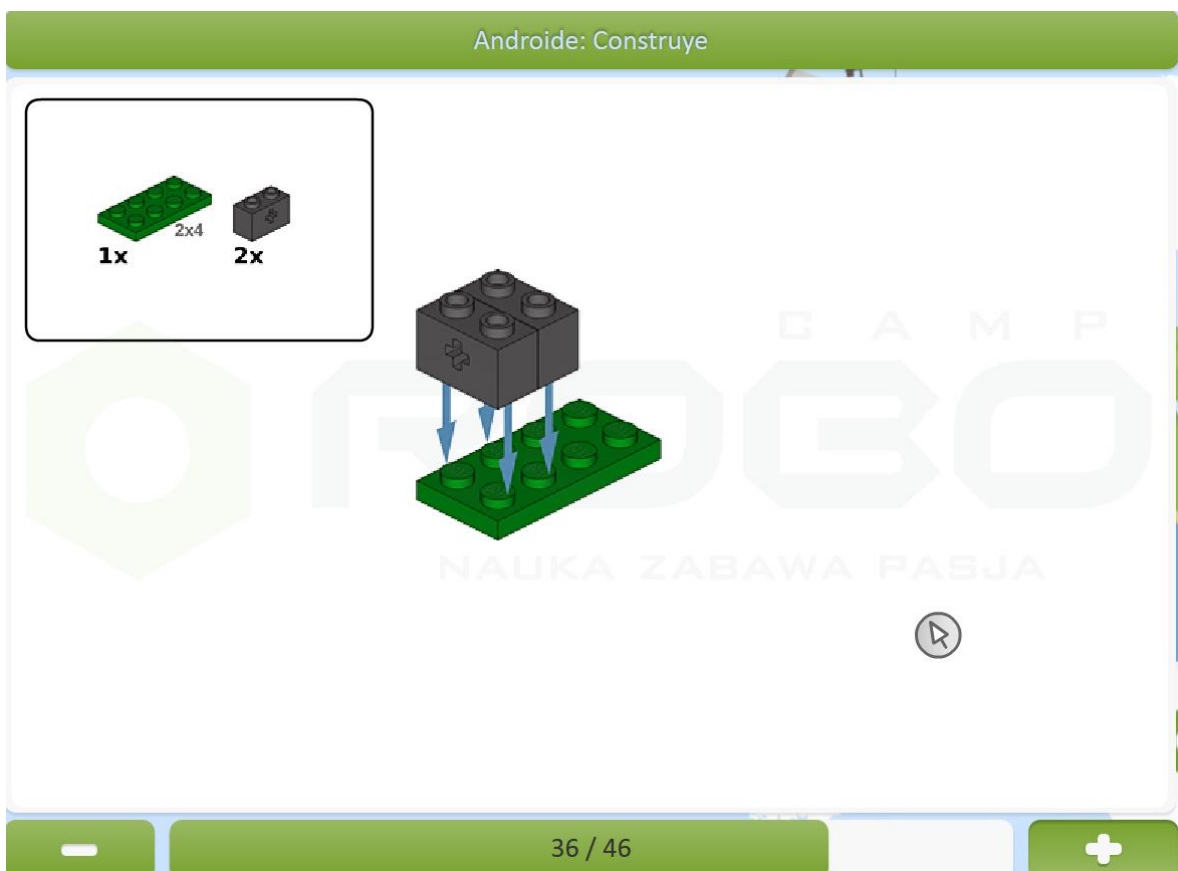 Androide: Construye
2x4
1x
2x
CAMP
ROBO
NAUKA ZABAWA PASJA
36 / 46